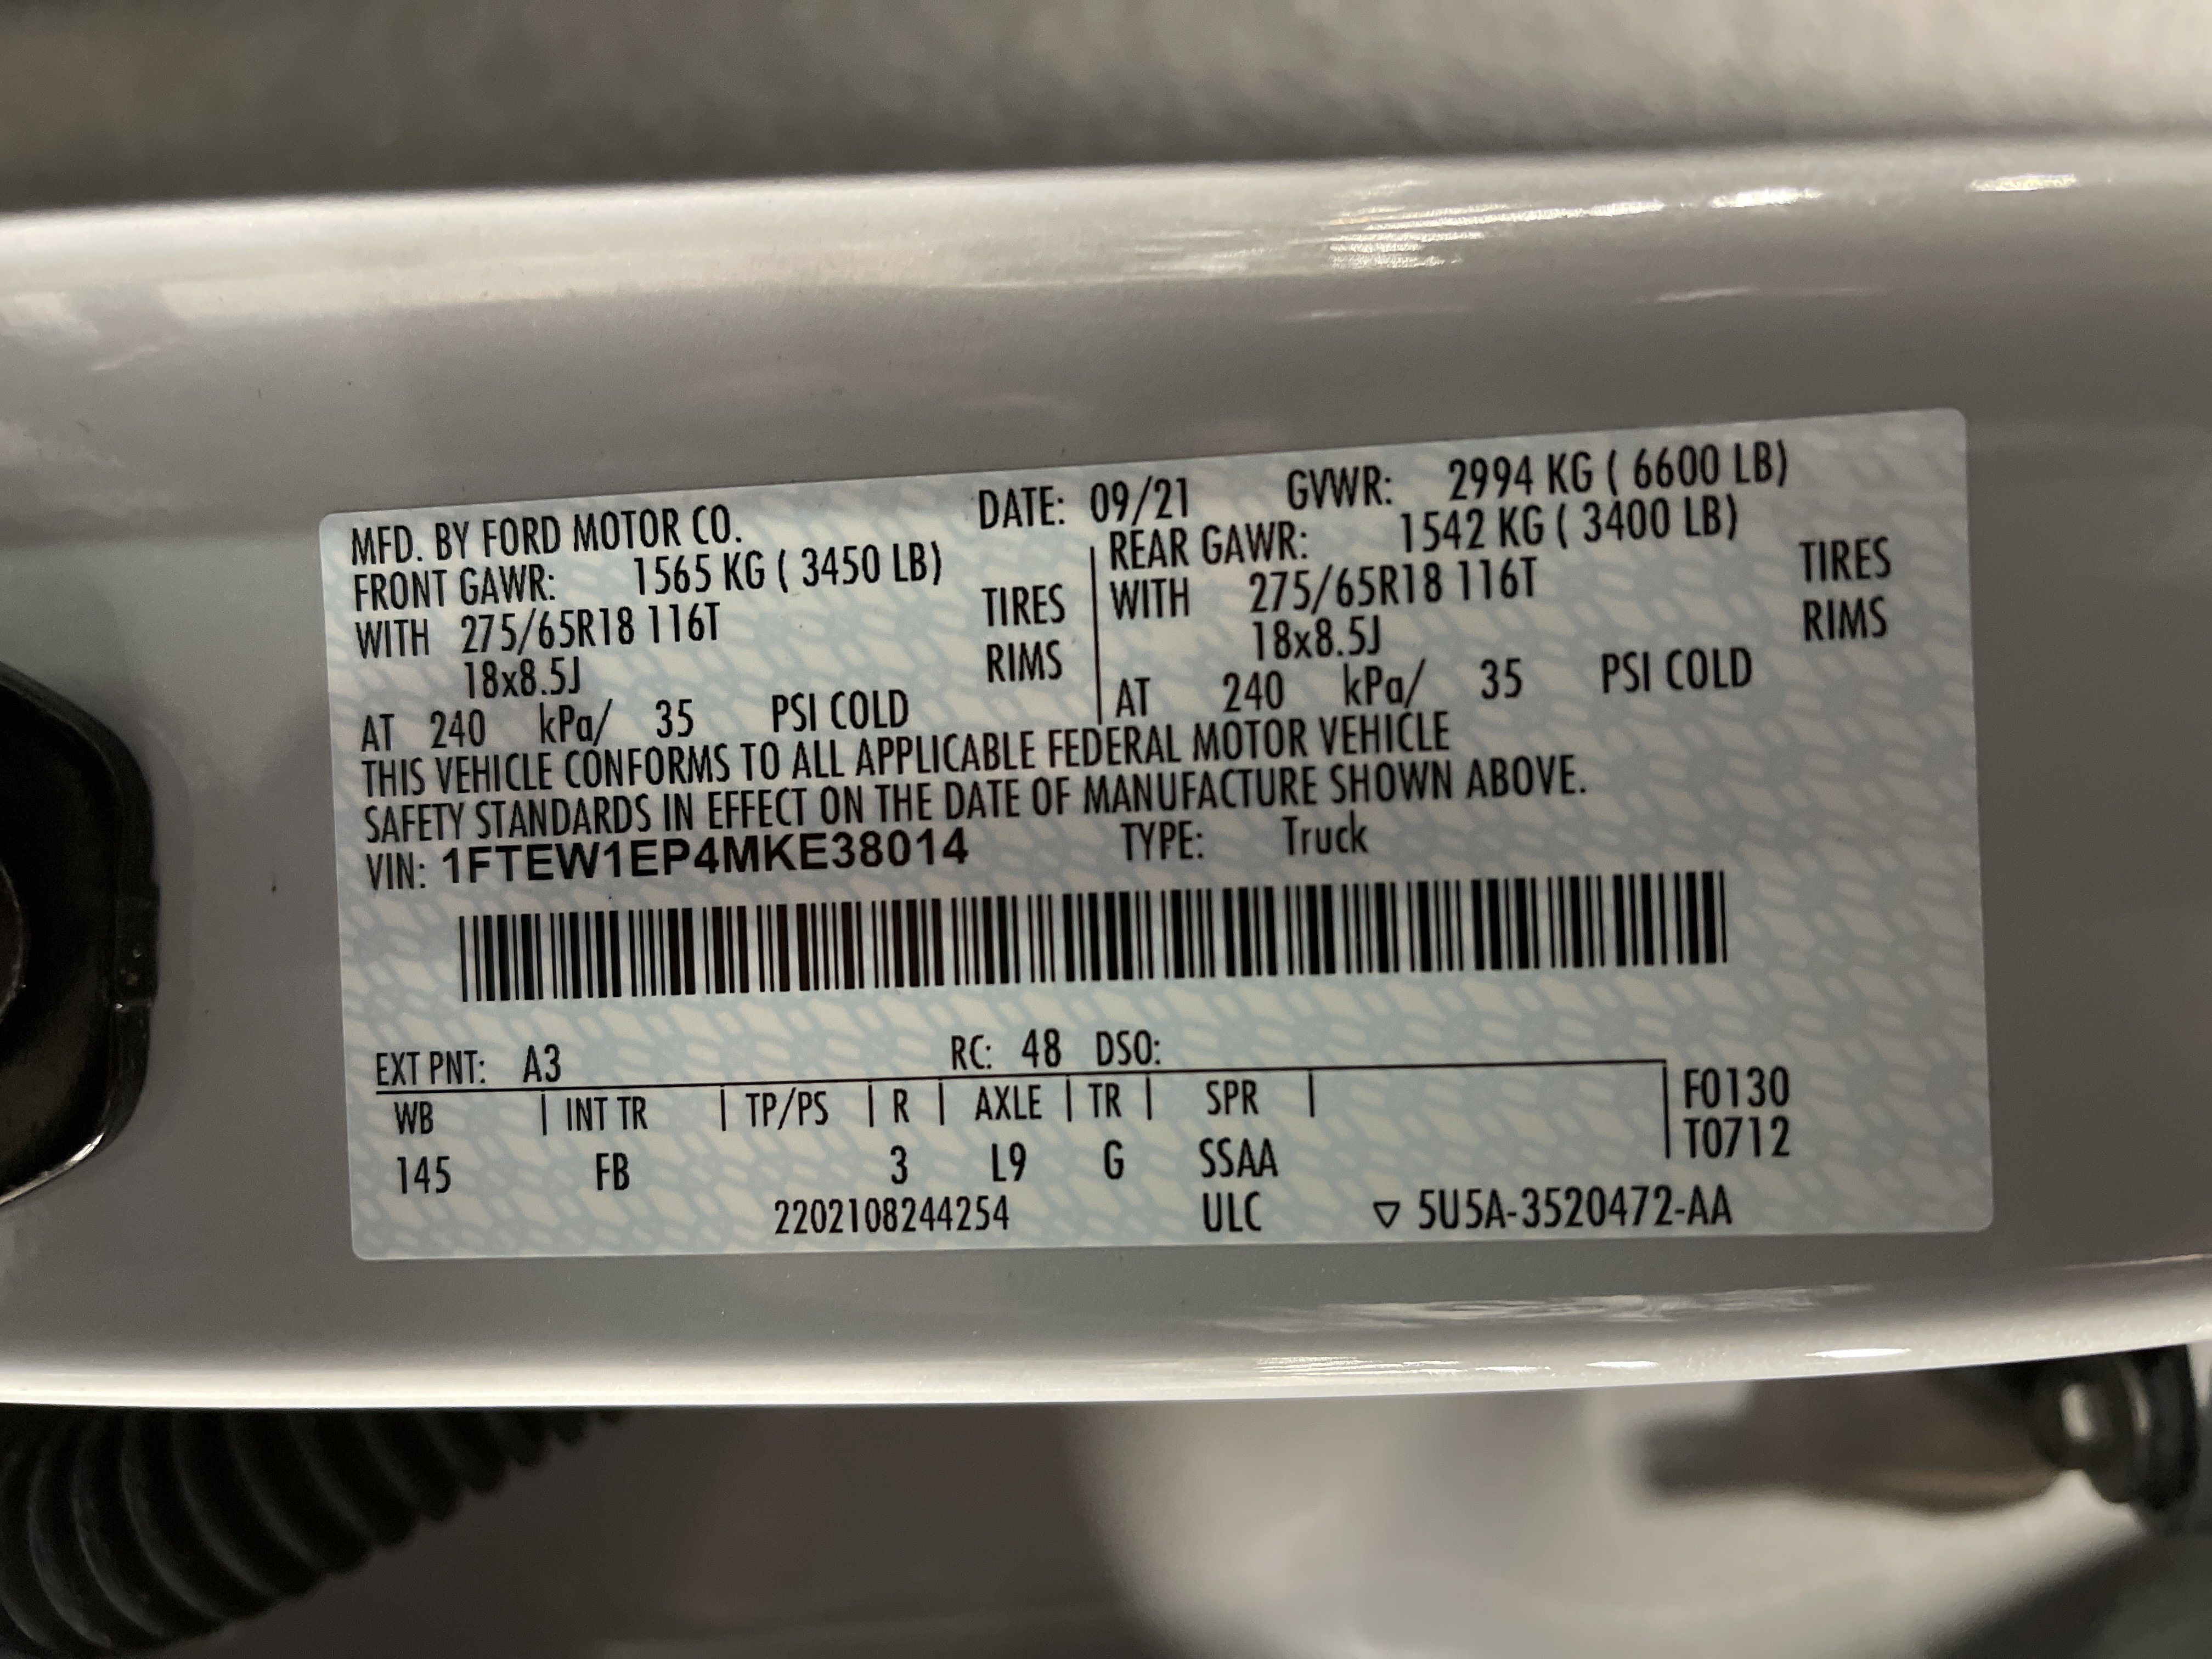 MFD. BY FORD MOTOR CO. DATE: 09/21 GVWR: 2994 KG ( 6600 LB)
FRONT GAWR: 1565 KG ( 3450 LB)
WITH 275/65R18 116T TIRES
18x8.5J RIMS
AT 240 kPa/ 35 PSI COLD
REAR GAWR: 1542 KG ( 3400 LB)
WITH 275/65R18 116T TIRES
18x8.5J RIMS
AT 240 kPa/ 35 PSI COLD
THIS VEHICLE CONFORMS TO ALL APPLICABLE FEDERAL MOTOR VEHICLE
SAFETY STANDARDS IN EFFECT ON THE DATE OF MANUFACTURE SHOWN ABOVE.
VIN: 1FTEW1EP4MKE38014 TYPE: Truck
EXT PNT: A3 RC: 48 DSO:
WB | INT TR | TP/PS | R | AXLE | TR | SPR | F0130
T0712
145 FB 3 L9 G SSAA
2202108244254 ULC ▽ 5U5A-3520472-AA